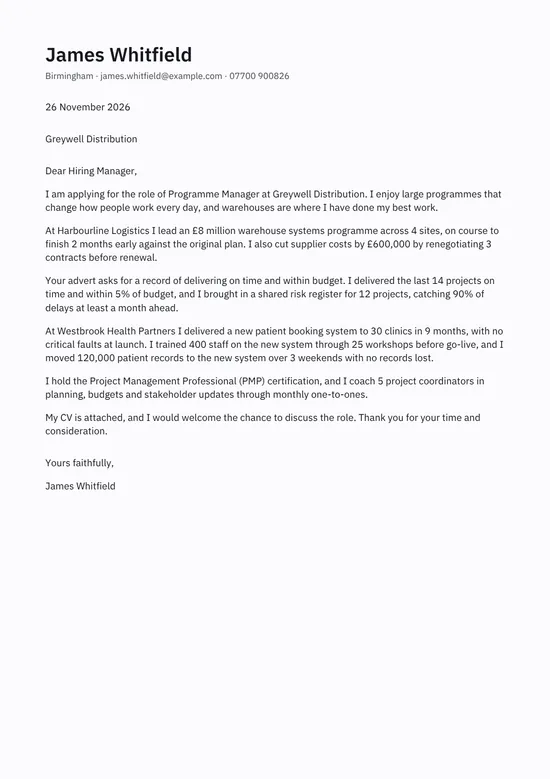 James Whitfield
Birmingham · james.whitfield@example.com · 07700 900826
26 November 2026
Greywell Distribution
Dear Hiring Manager,
I am applying for the role of Programme Manager at Greywell Distribution. I enjoy large programmes that
change how people work every day, and warehouses are where I have done my best work.
At Harbourline Logistics I lead an £8 million warehouse systems programme across 4 sites, on course to
finish 2 months early against the original plan. I also cut supplier costs by £600,000 by renegotiating 3
contracts before renewal.
Your advert asks for a record of delivering on time and within budget. I delivered the last 14 projects on
time and within 5% of budget, and I brought in a shared risk register for 12 projects, catching 90% of
delays at least a month ahead.
At Westbrook Health Partners I delivered a new patient booking system to 30 clinics in 9 months, with no
critical faults at launch. I trained 400 staff on the new system through 25 workshops before go-live, and I
moved 120,000 patient records to the new system over 3 weekends with no records lost.
I hold the Project Management Professional (PMP) certification, and I coach 5 project coordinators in
planning, budgets and stakeholder updates through monthly one-to-ones.
My CV is attached, and I would welcome the chance to discuss the role. Thank you for your time and
consideration.
Yours faithfully,
James Whitfield